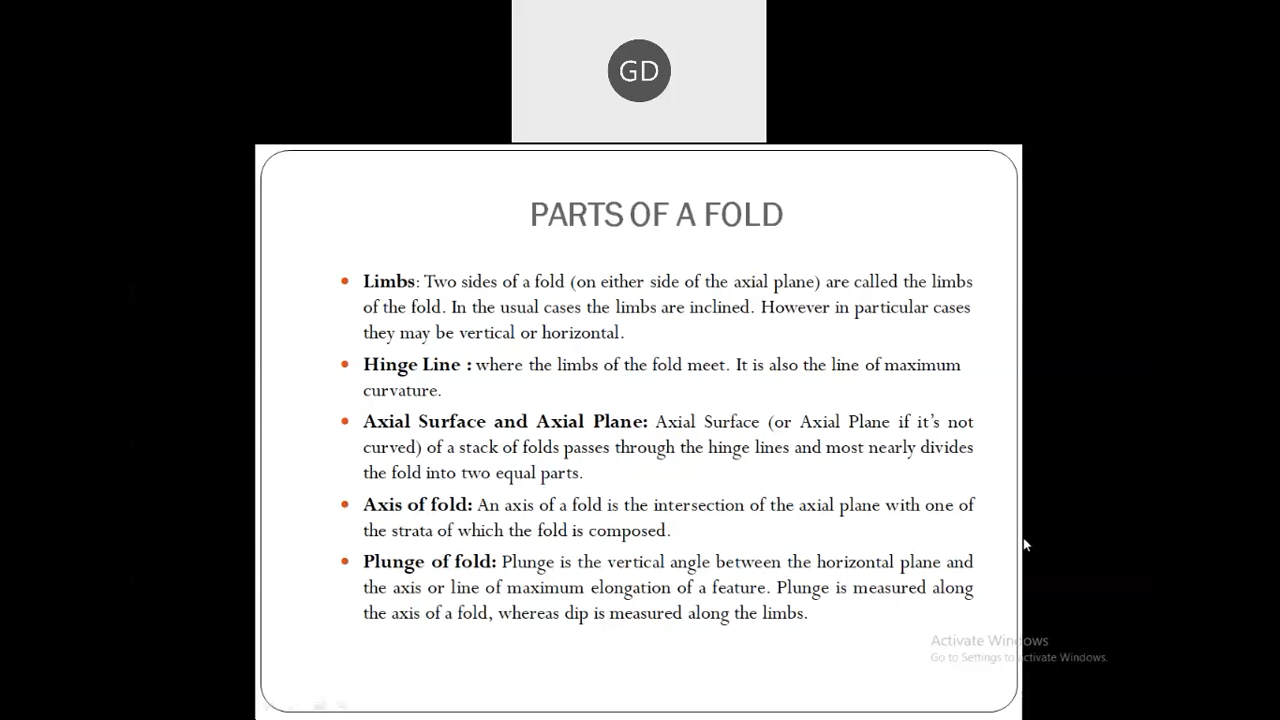 GD
PARTS OF A FOLD
• Limbs: Two sides of a fold (on either side of the axial plane) are called the limbs
of the fold. In the usual cases the limbs are inclined. However in particular cases
they may be vertical or horizontal.
• Hinge Line : where the limbs of the fold meet. It is also the line of maximum
curvature.
• Axial Surface and Axial Plane: Axial Surface (or Axial Plane if it's not
curved) of a stack of folds passes through the hinge lines and most nearly divides
the fold into two equal parts.
• Axis of fold: An axis of a fold is the intersection of the axial plane with one of
the strata of which the fold is composed.
• Plunge of fold: Plunge is the vertical angle between the horizontal plane and
the axis or line of maximum elongation of a feature. Plunge is measured along
the axis of a fold, whereas dip is measured along the limbs.
Activate Windows
Go to Settings to activate Windows.